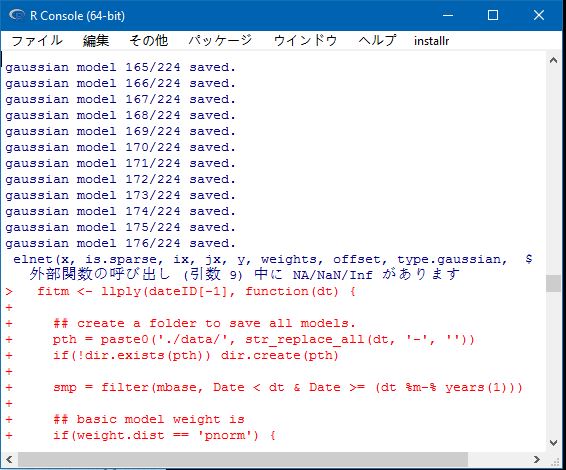 R Console (64-bit)
ファイル 編集 その他 パッケージ ウインドウ ヘルプ installr
gaussian model 165/224 saved.
gaussian model 166/224 saved.
gaussian model 167/224 saved.
gaussian model 168/224 saved.
gaussian model 169/224 saved.
gaussian model 170/224 saved.
gaussian model 171/224 saved.
gaussian model 172/224 saved.
gaussian model 173/224 saved.
gaussian model 174/224 saved.
gaussian model 175/224 saved.
gaussian model 176/224 saved.
 elnet(x, is.sparse, ix, jx, y, weights, offset, type.gaussian,  $
   外部関数の呼び出し (引数 9) 中に NA/NaN/Inf があります
>   fitm <- llply(dateID[-1], function(dt) {
+
+     ## create a folder to save all models.
+     pth = paste0('./data/', str_replace_all(dt, '-', ''))
+     if(!dir.exists(pth)) dir.create(pth)
+
+     smp = filter(mbase, Date < dt & Date >= (dt %m-% years(1)))
+
+     ## basic model weight is
+     if(weight.dist == 'pnorm') {